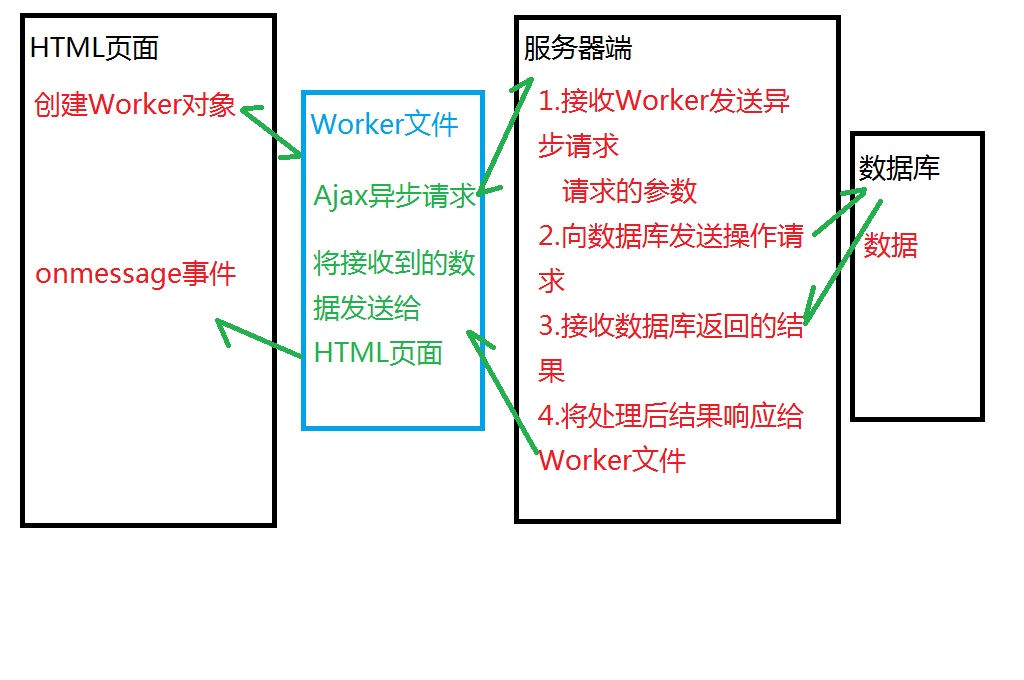 HTML页面
创建Worker对象
onmessage事件
Worker文件
Ajax异步请求
将接收到的数
据发送给
HTML页面
服务器端
1.接收Worker发送异
步请求
请求的参数
2.向数据库发送操作请
求
3.接收数据库返回的结
果
4.将处理后结果响应给
Worker文件
数据库
数据